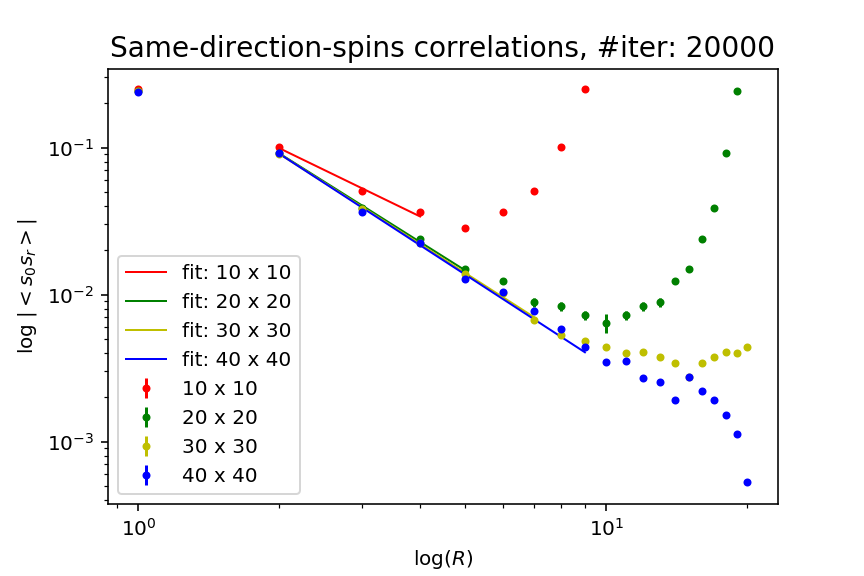 Same-direction-spins correlations, #iter: 20000
log | < s₀sᵣ > |
10⁻¹
10⁻²
10⁻³
fit: 10 x 10
fit: 20 x 20
fit: 30 x 30
fit: 40 x 40
10 x 10
20 x 20
30 x 30
40 x 40
10⁰
10¹
log(R)